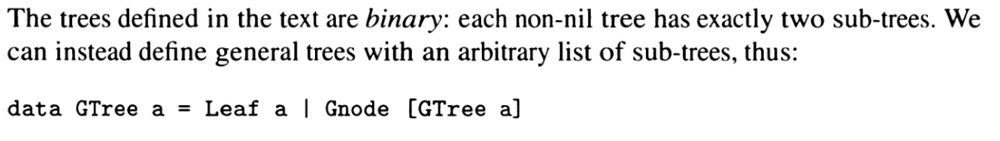 The trees defined in the text are binary: each non-nil tree has exactly two sub-trees. We
can instead define general trees with an arbitrary list of sub-trees, thus:
data GTree a = Leaf a | Gnode [GTree a]